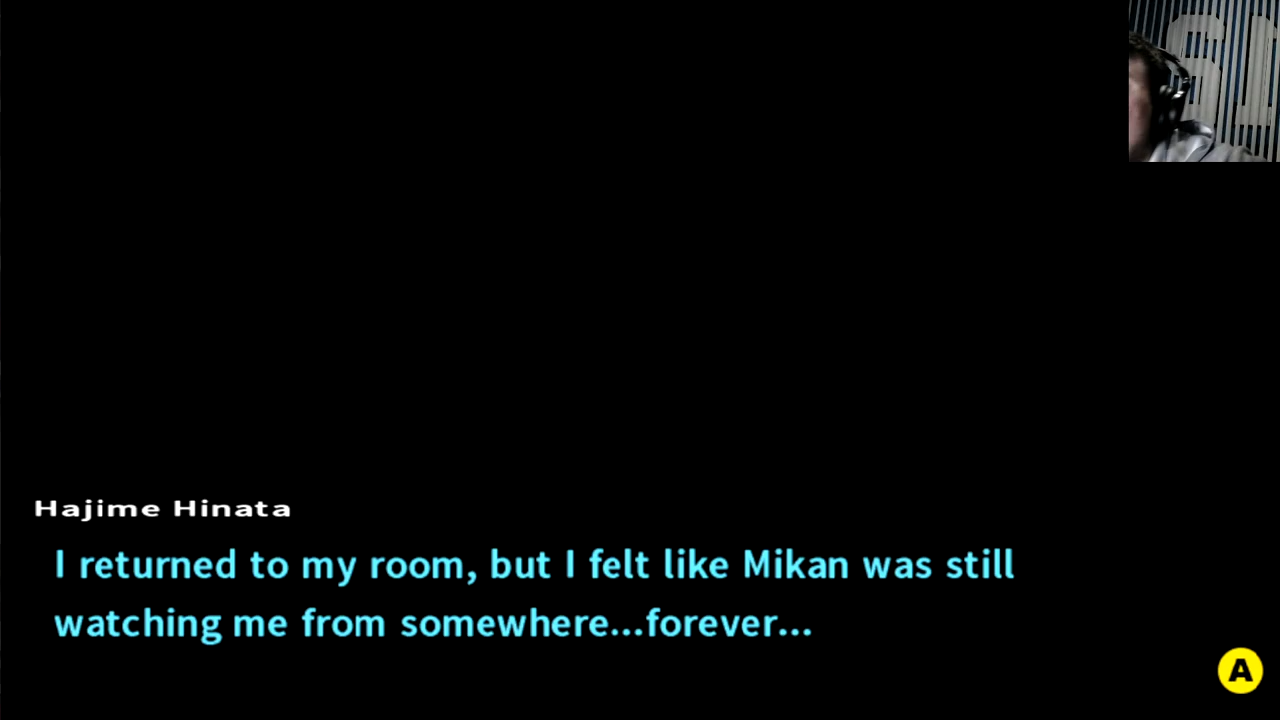 Hajime Hinata
I returned to my room, but I felt like Mikan was still
watching me from somewhere...forever...
A